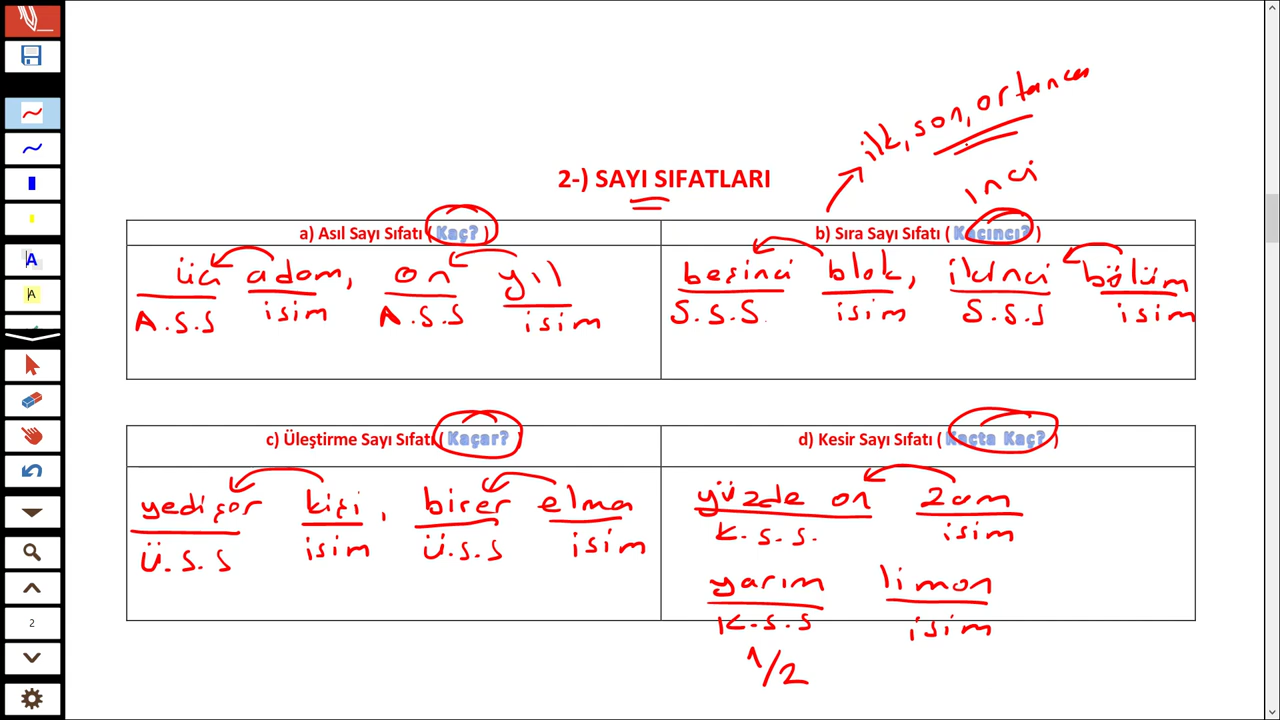 ilk, son, ortanca
2-) SAYI SIFATLARI
ıncı
a) Asıl Sayı Sıfatı ( Kaç? )
b) Sıra Sayı Sıfatı ( Kaçıncı? )
üç adam, on yıl
A.S.S isim A.S.S isim
beşinci blok, ikinci bölüm
S.S.S. isim S.S.S isim
c) Üleştirme Sayı Sıfatı ( Kaçar? )
d) Kesir Sayı Sıfatı ( Kaçta Kaç? )
yedişer kişi, birer elma
Ü.S.S isim Ü.S.S isim
yüzde on zam
K.S.S. isim
yarım limon
K.S.S isim
1/2
A
A
2